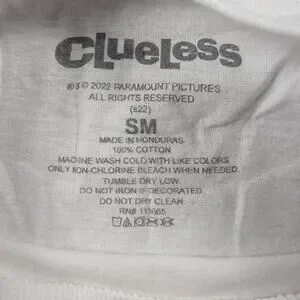 CLUELESS
®& © 2022 PARAMOUNT PICTURES.
ALL RIGHTS RESERVED
(s22)
SM
MADE IN HONDURAS
100% COTTON
MACHINE WASH COLD WITH LIKE COLORS
ONLY NON-CHLORINE BLEACH WHEN NEEDED.
TUMBLE DRY LOW.
DO NOT IRON IF DECORATED.
DO NOT DRY CLEAN.
RN# 115665